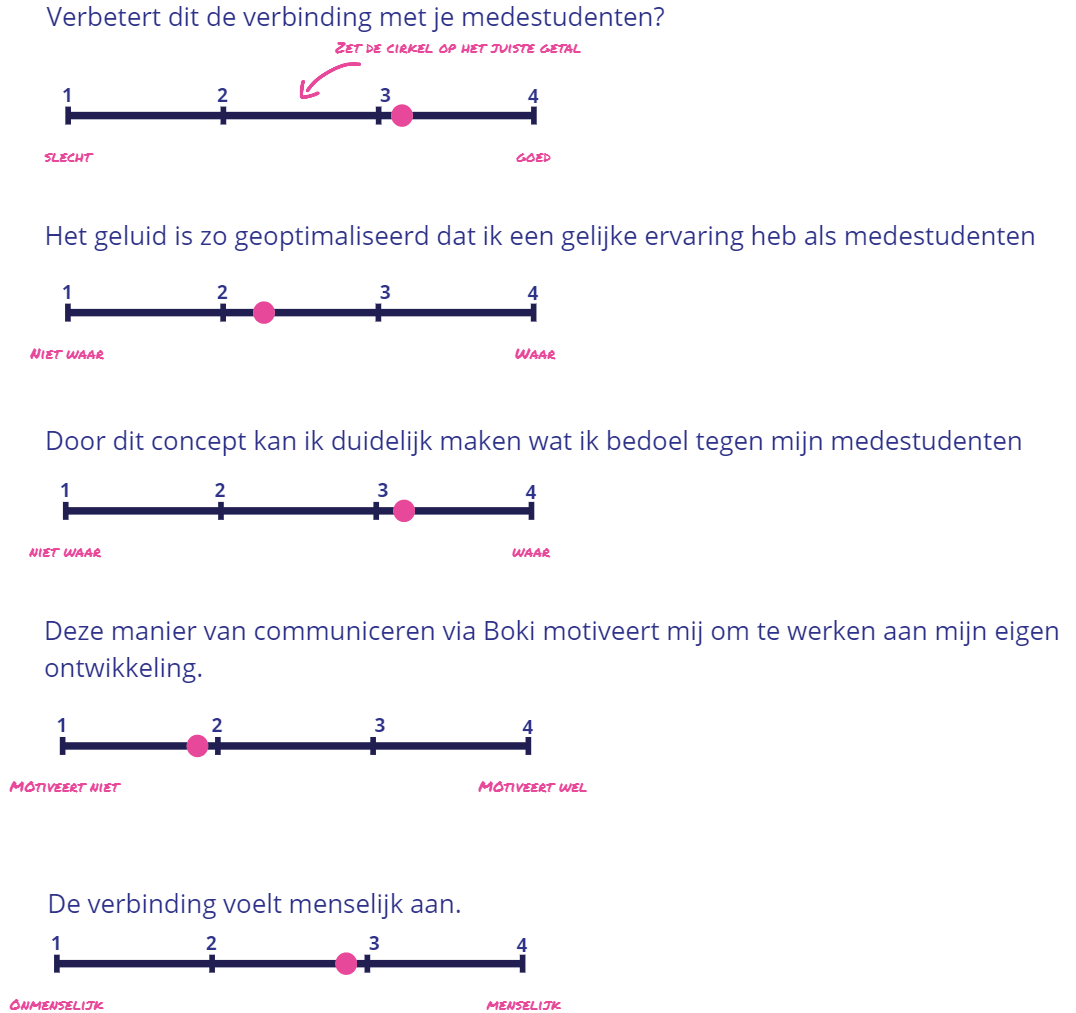 Verbetert dit de verbinding met je medestudenten?
Zet de cirkel op het juiste getal
1 2 3 4
slecht goed
Het geluid is zo geoptimaliseerd dat ik een gelijke ervaring heb als medestudenten
1 2 3 4
Niet waar Waar
Door dit concept kan ik duidelijk maken wat ik bedoel tegen mijn medestudenten
1 2 3 4
niet waar waar
Deze manier van communiceren via Boki motiveert mij om te werken aan mijn eigen
ontwikkeling.
1 2 3 4
MOtiveert niet MOtiveert wel
De verbinding voelt menselijk aan.
1 2 3 4
Onmenselijk menselijk